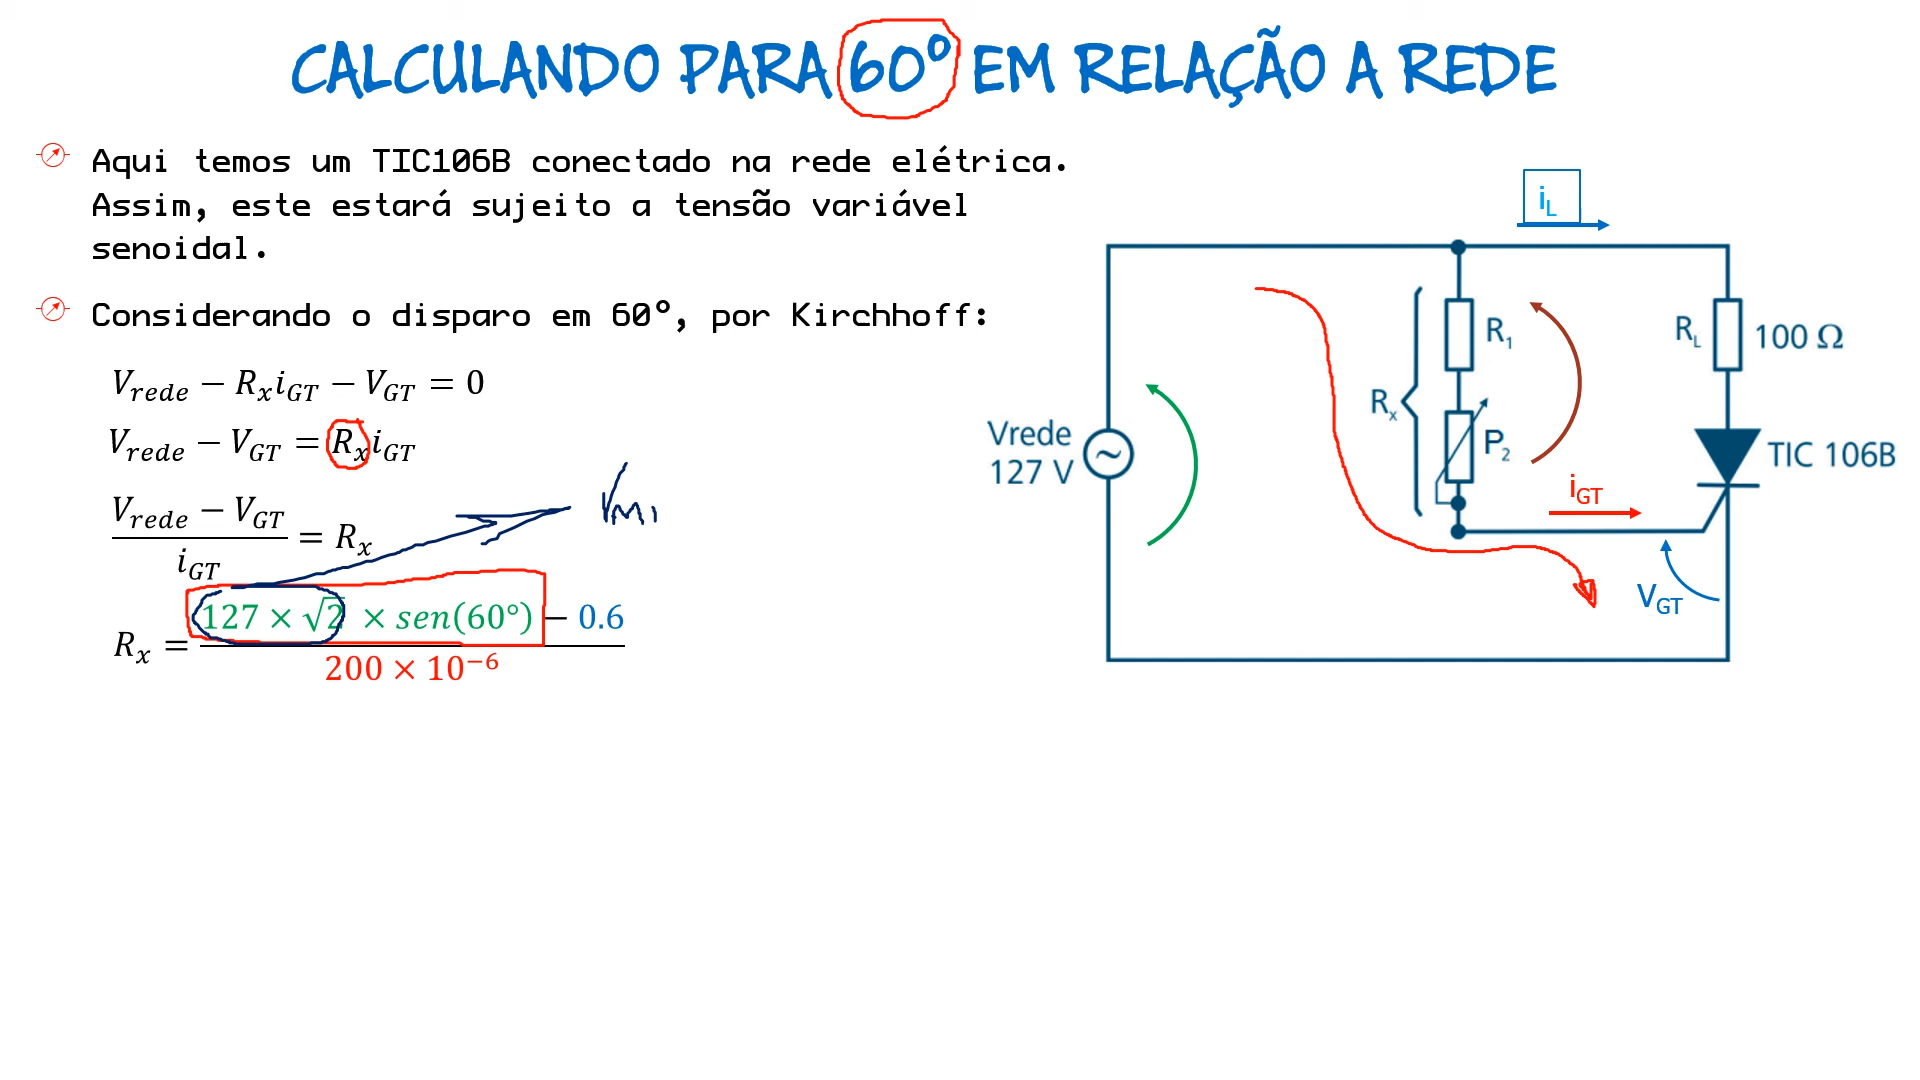 CALCULANDO PARA 60º EM RELAÇÃO A REDE
Aqui temos um TIC106B conectado na rede elétrica.
Assim, este estará sujeito a tensão variável
senoidal.
Considerando o disparo em 60°, por Kirchhoff:
V_rede − R_x i_GT − V_GT = 0
V_rede − V_GT = R_x i_GT
V_rede − V_GT
i_GT
= R_x
R_x =
127 × √2 × sen(60°) − 0.6
200 × 10⁻⁶
i_L
R_1
R_x
P_2
R_L
100 Ω
Vrede
127 V
TIC 106B
i_GT
V_GT